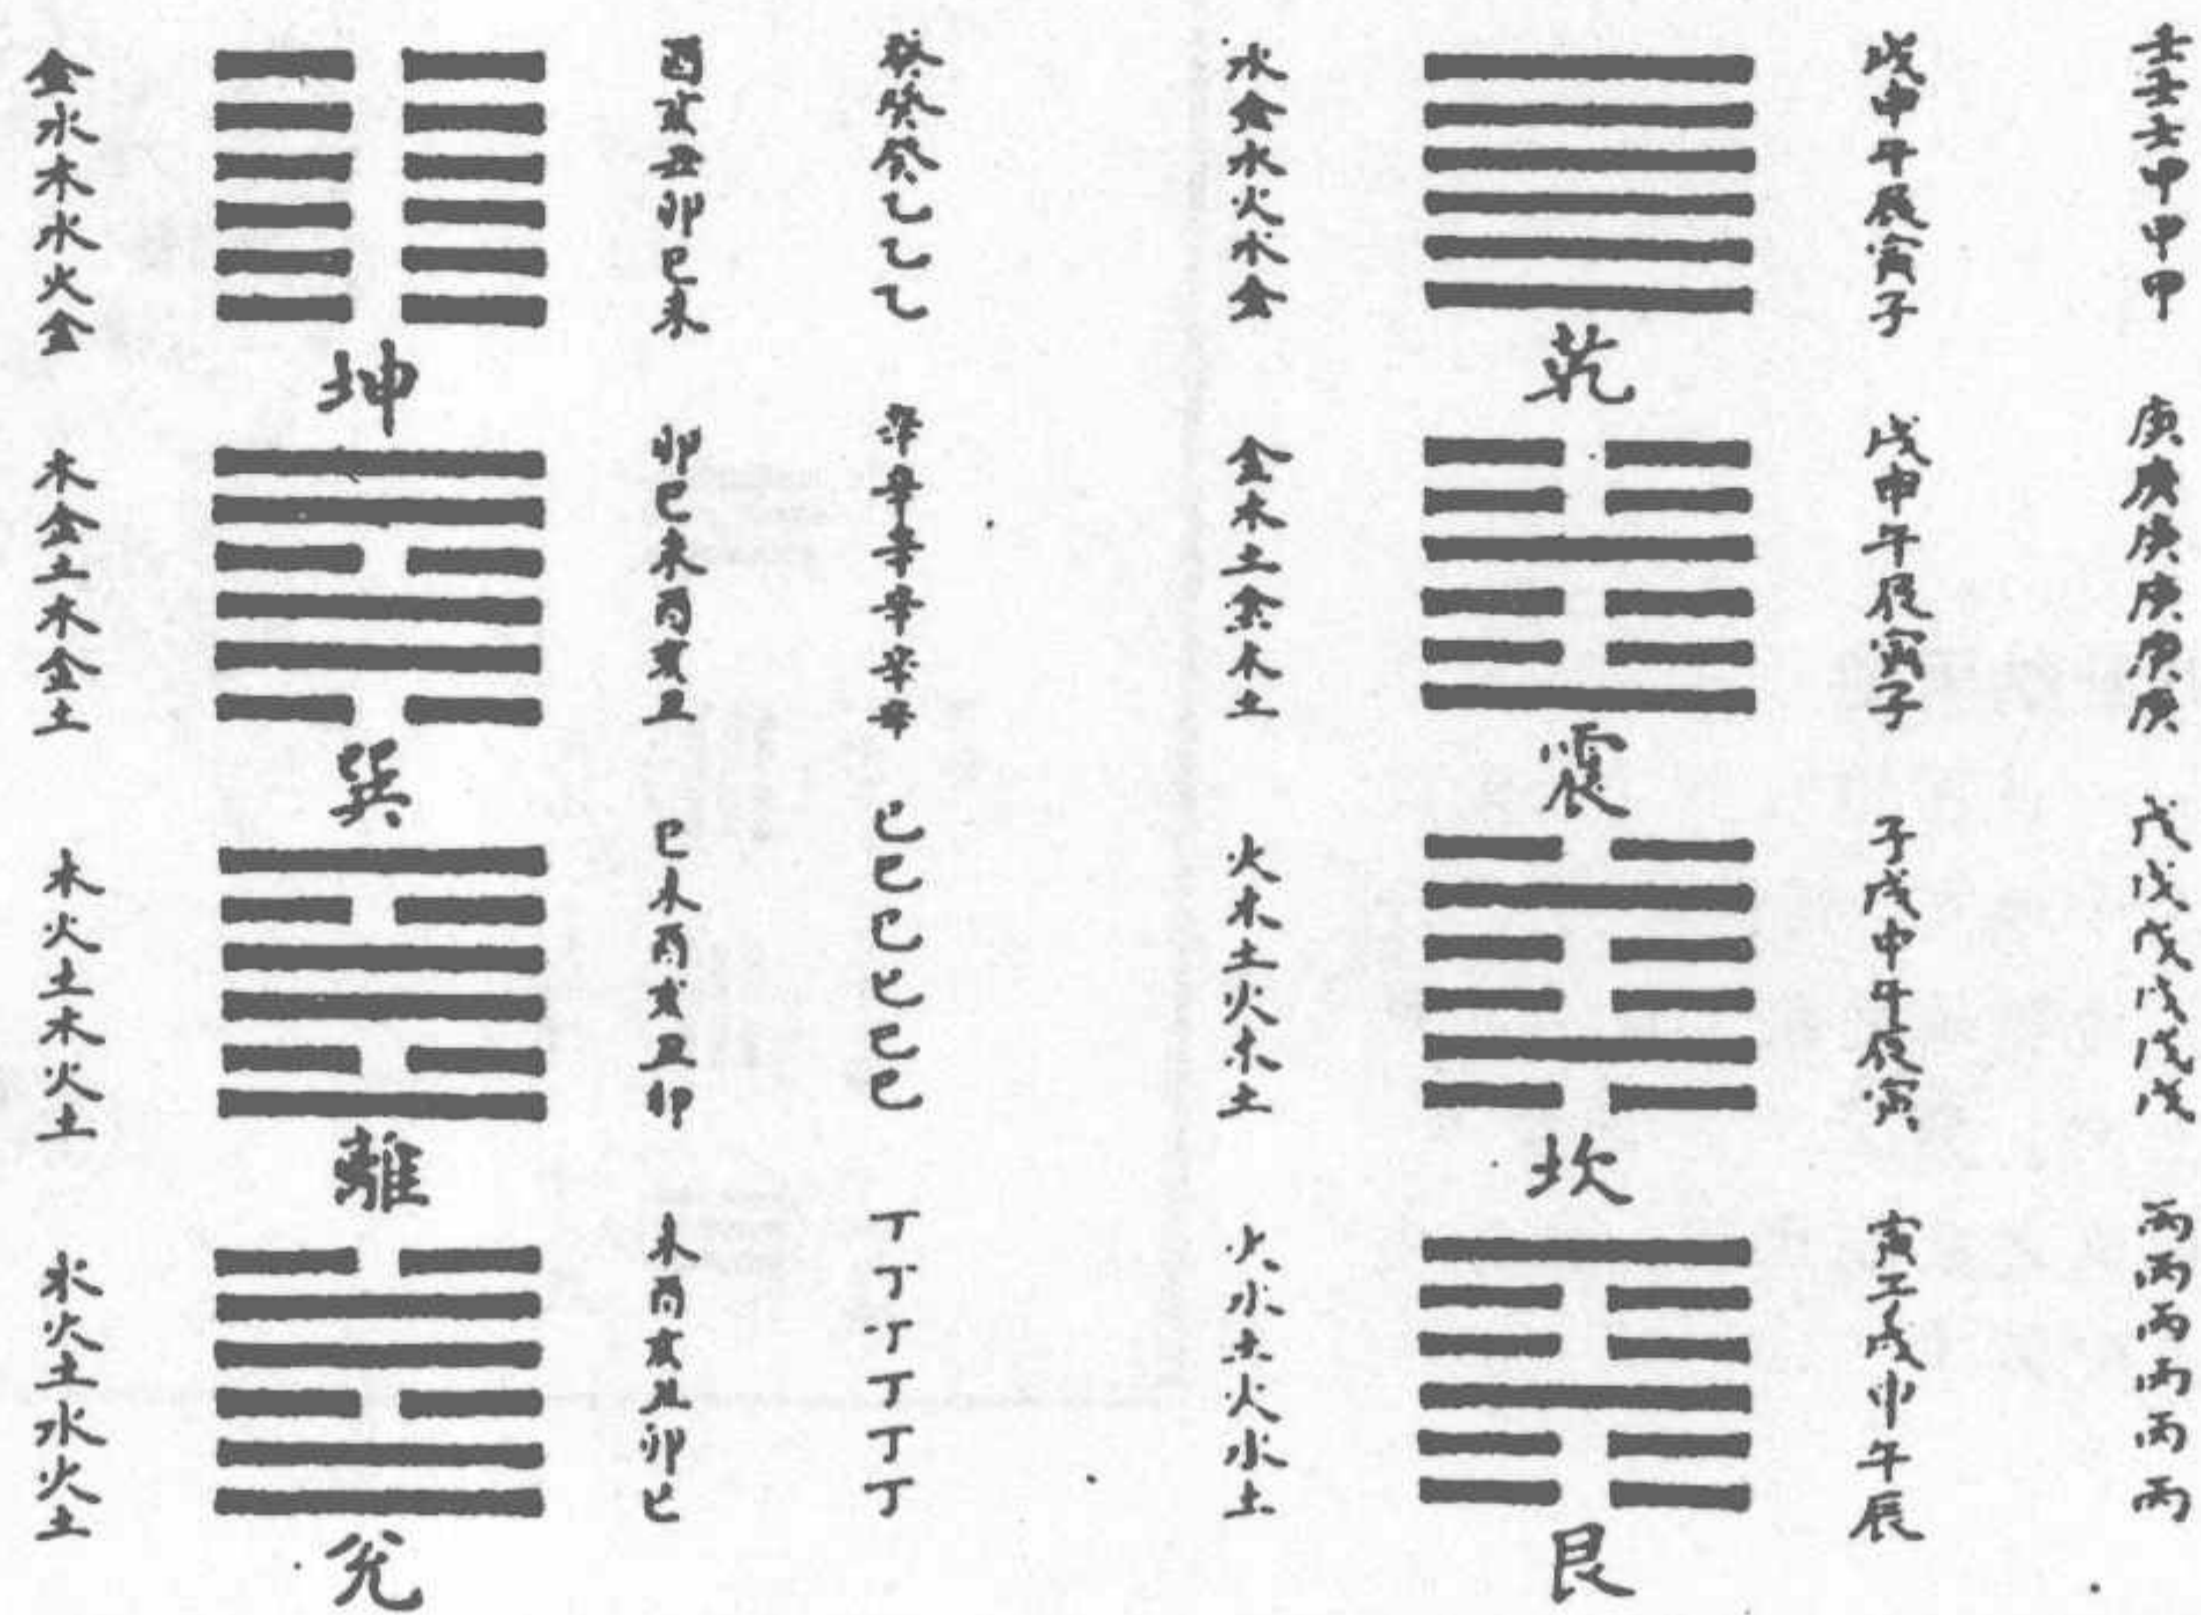 壬壬壬甲甲甲
戌申午辰寅子
乾
水金水火水金
癸癸癸乙乙乙
酉亥丑卯巳未
坤
金水木水火金
庚庚庚庚庚庚
戌申午辰寅子
震
金木土金木土
辛辛辛辛辛辛
卯巳未酉亥丑
巽
木金土木金土
戊戊戊戊戊戊
子戌申午辰寅
坎
火木土火木土
己己己己己己
巳未酉亥丑卯
離
木火土木火土
丙丙丙丙丙丙
寅子戌申午辰
艮
火水土火水土
丁丁丁丁丁丁
未酉亥丑卯巳
兌
水火土水火土